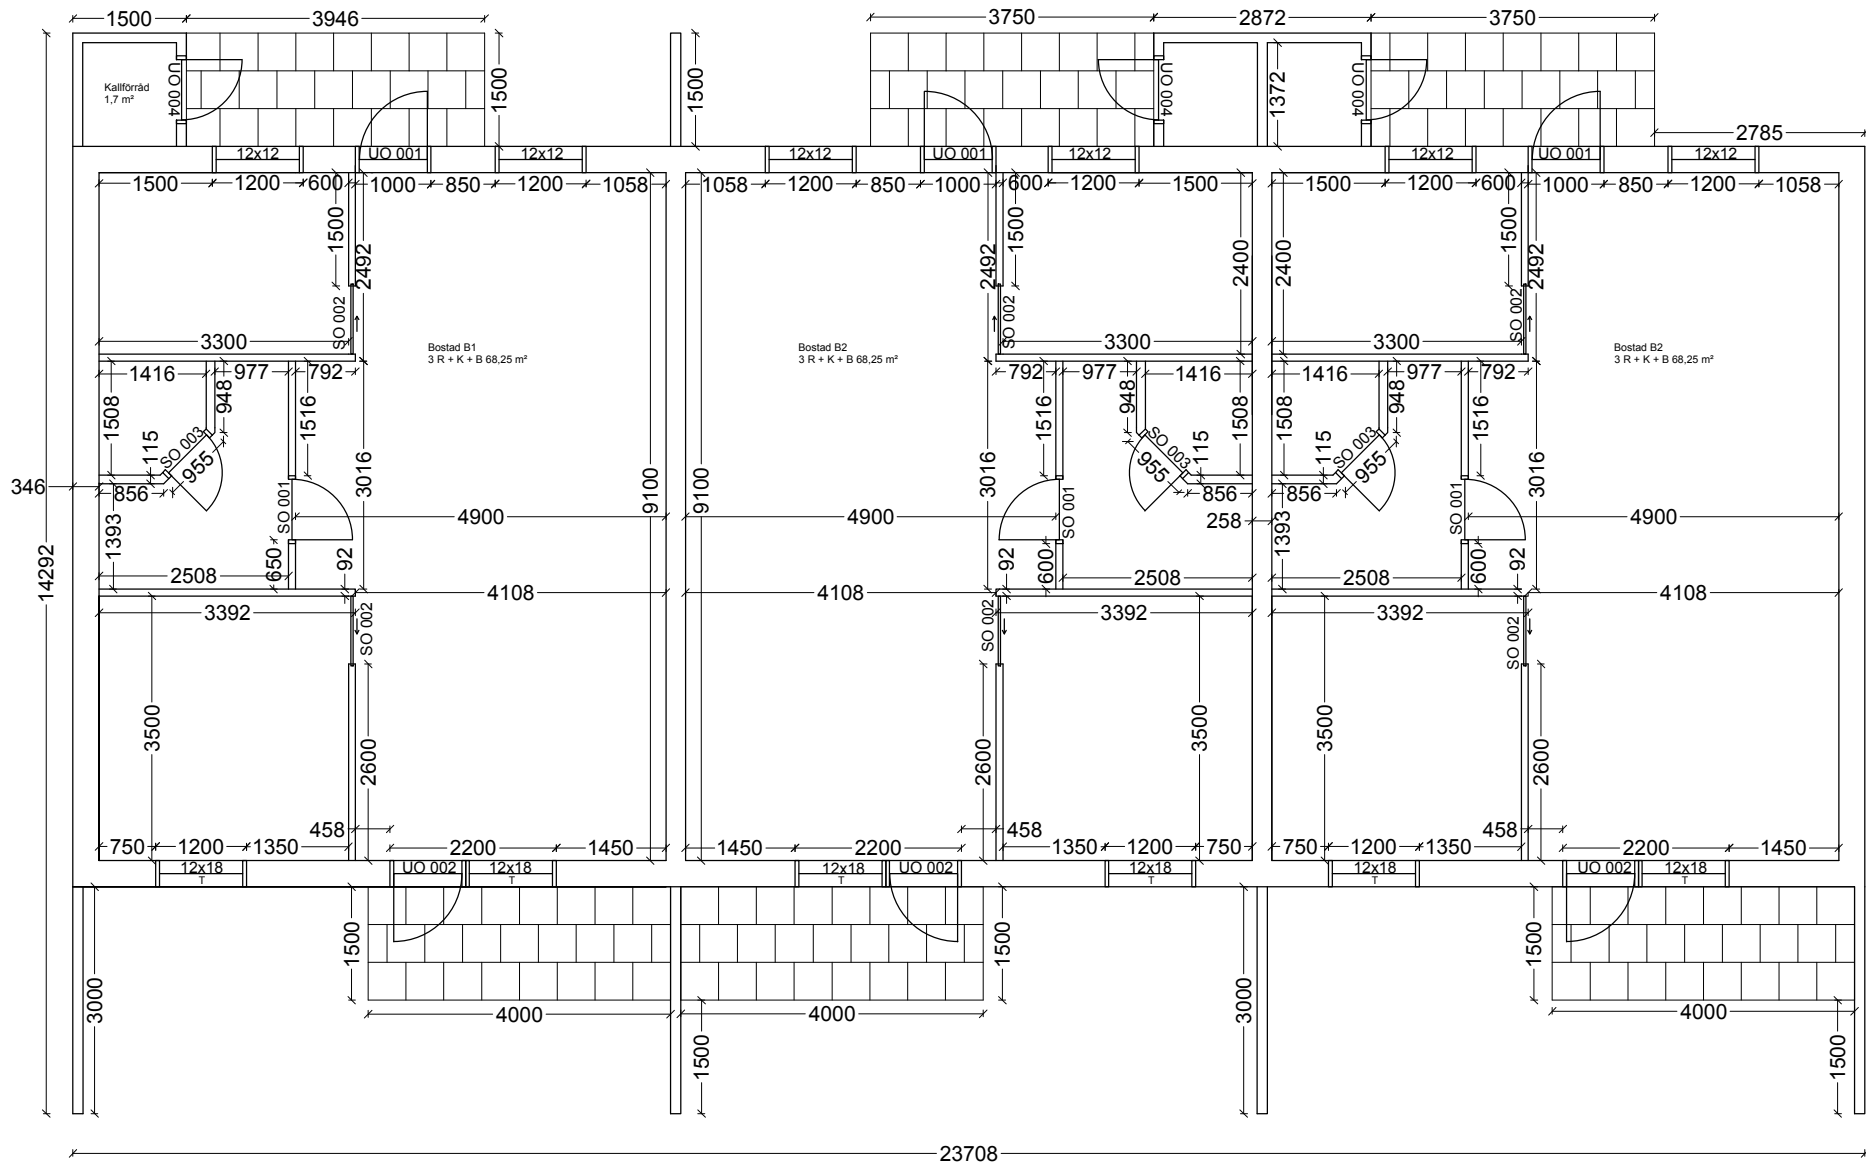 1500 3946 3750 2872 3750
Kallförråd
1,7 m²
UO 004
1500
1500
UO 004
1372
UO 004
2785
12x12 UO 001 12x12 12x12 UO 001 12x12 12x12 UO 001 12x12
1500 1200 600 1000 850 1200 1058 1058 1200 850 1000 600 1200 1500 1500 1200 600 1000 850 1200 1058
1500 2492 2492 1500 2400 2400 1500 2492
SO 002 SO 002 SO 002
3300 3300 3300
Bostad B1
3 R + K + B 68,25 m²
Bostad B2
3 R + K + B 68,25 m²
Bostad B2
3 R + K + B 68,25 m²
1416 977 792 792 977 1416 1416 977 792
1508 948 1516 1516 948 1508 1508 948 1516
SO 003 SO 003 SO 003
115 955 955 115 115 955
346 856 3016 9100 9100 3016 856 856 3016
SO 001 SO 001 SO 001
4900 4900 258 4900
1393 1393
14292
650 92 92 600 600 92
2508 2508 2508
4108 4108 4108
3392 3392 3392
SO 002 SO 002 SO 002
3500 2600 2600 3500 3500 2600
458 458 458
750 1200 1350 2200 1450 1450 2200 1350 1200 750 750 1200 1350 2200 1450
12x18 UO 002 12x18 12x18 UO 002 12x18 12x18 UO 002 12x18
T T T T T T
1500 1500 1500
3000 3000
4000 4000 4000
1500 1500
23708